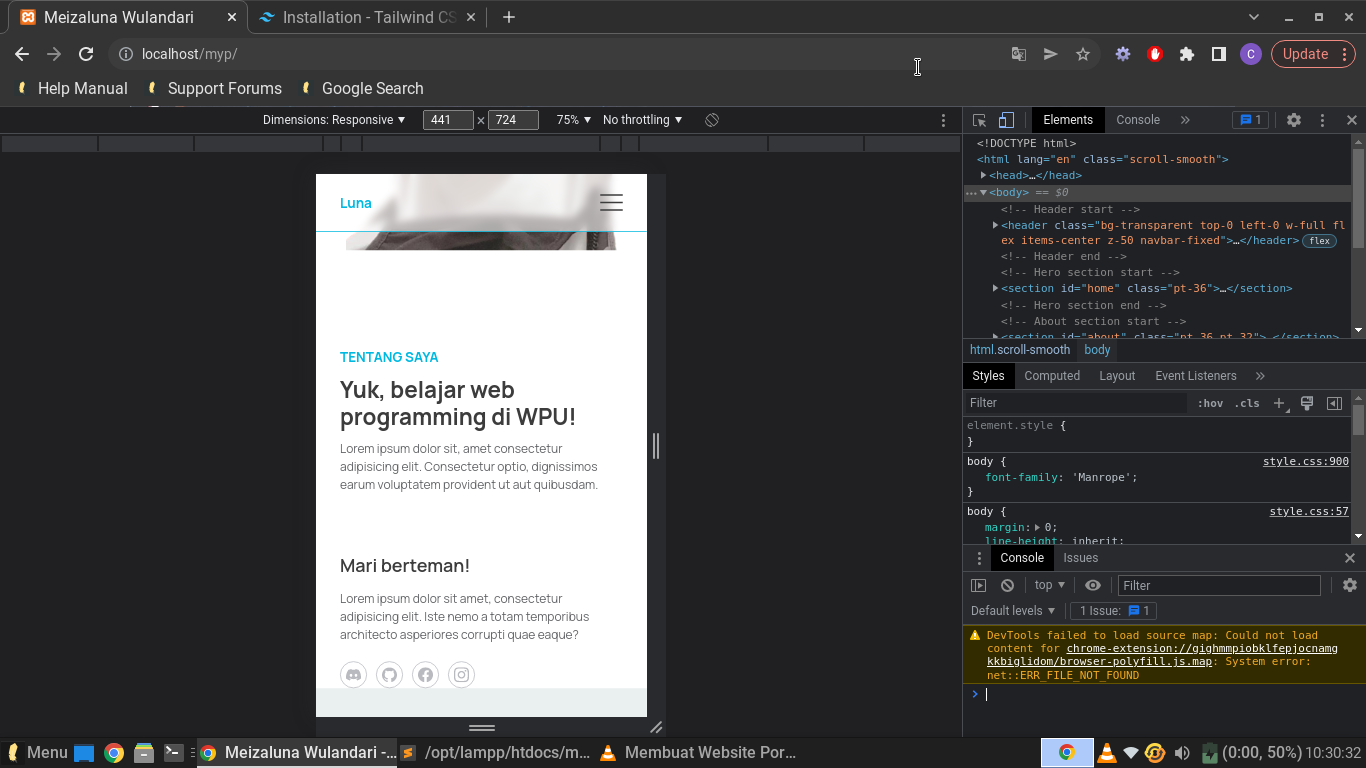 Meizaluna Wulandari
Installation - Tailwind CS
localhost/myp/
C
Update
Help Manual
Support Forums
Google Search
Dimensions: Responsive
441
×
724
75%
No throttling
Elements
Console
»
1
Luna
TENTANG SAYA
Yuk, belajar web
programming di WPU!
Lorem ipsum dolor sit, amet consectetur
adipisicing elit. Consectetur optio, dignissimos
earum voluptatem provident ut aut quibusdam.
Mari berteman!
Lorem ipsum dolor sit amet, consectetur
adipisicing elit. Iste nemo a totam temporibus
architecto asperiores corrupti quae eaque?
<!DOCTYPE html>
<html lang="en" class="scroll-smooth">
<head>…</head>
<body> == $0
<!-- Header start -->
<header class="bg-transparent top-0 left-0 w-full fl
ex items-center z-50 navbar-fixed">…</header> flex
<!-- Header end -->
<!-- Hero section start -->
<section id="home" class="pt-36">…</section>
<!-- Hero section end -->
<!-- About section start -->
<section id="about" class="pt-36 pt-32">…</section>
html.scroll-smooth body
Styles Computed Layout Event Listeners »
Filter :hov .cls +
element.style {
}
body { style.css:900
font-family: 'Manrope';
}
body { style.css:57
margin: 0;
line-height: inherit;
Console Issues
top Filter
Default levels 1 Issue: 1
DevTools failed to load source map: Could not load
content for chrome-extension://gighmmpiobklfepjocnamg
kkbiglidom/browser-polyfill.js.map: System error:
net::ERR_FILE_NOT_FOUND
Menu
Meizaluna Wulandari -...
/opt/lampp/htdocs/m...
Membuat Website Por...
(0:00, 50%) 10:30:32